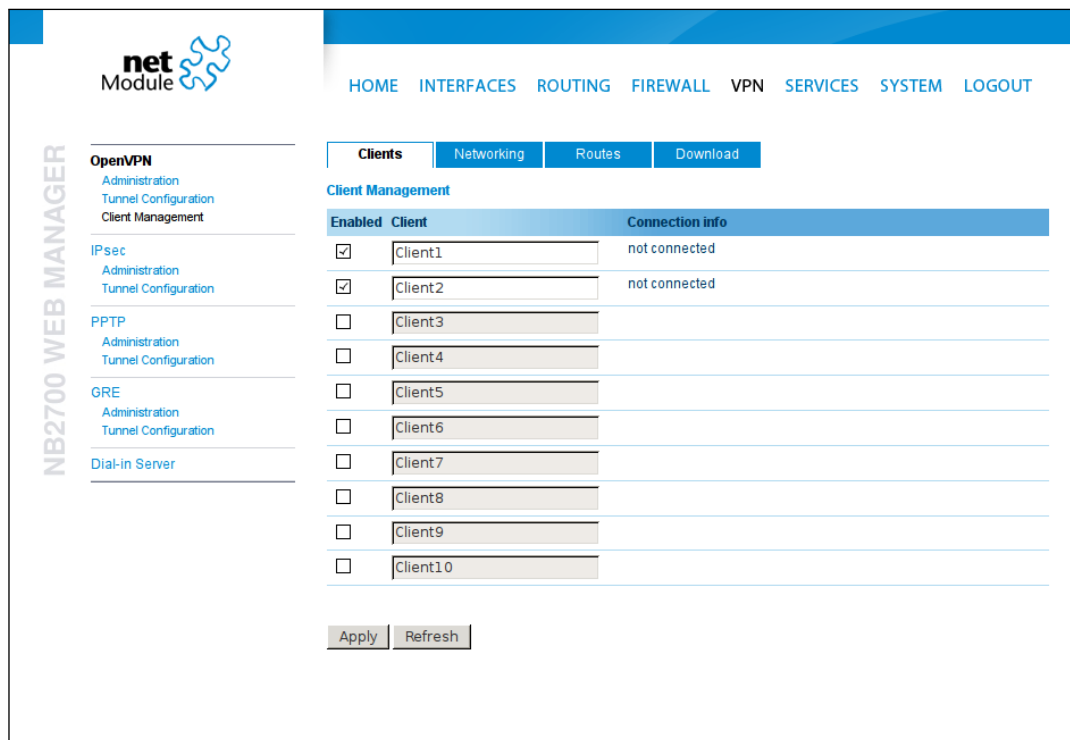 net
Module
HOME INTERFACES ROUTING FIREWALL VPN SERVICES SYSTEM LOGOUT
NB2700 WEB MANAGER
OpenVPN
Administration
Tunnel Configuration
Client Management
IPsec
Administration
Tunnel Configuration
PPTP
Administration
Tunnel Configuration
GRE
Administration
Tunnel Configuration
Dial-in Server
Clients Networking Routes Download
Client Management
Enabled Client Connection info
Client1 not connected
Client2 not connected
Client3
Client4
Client5
Client6
Client7
Client8
Client9
Client10
Apply Refresh